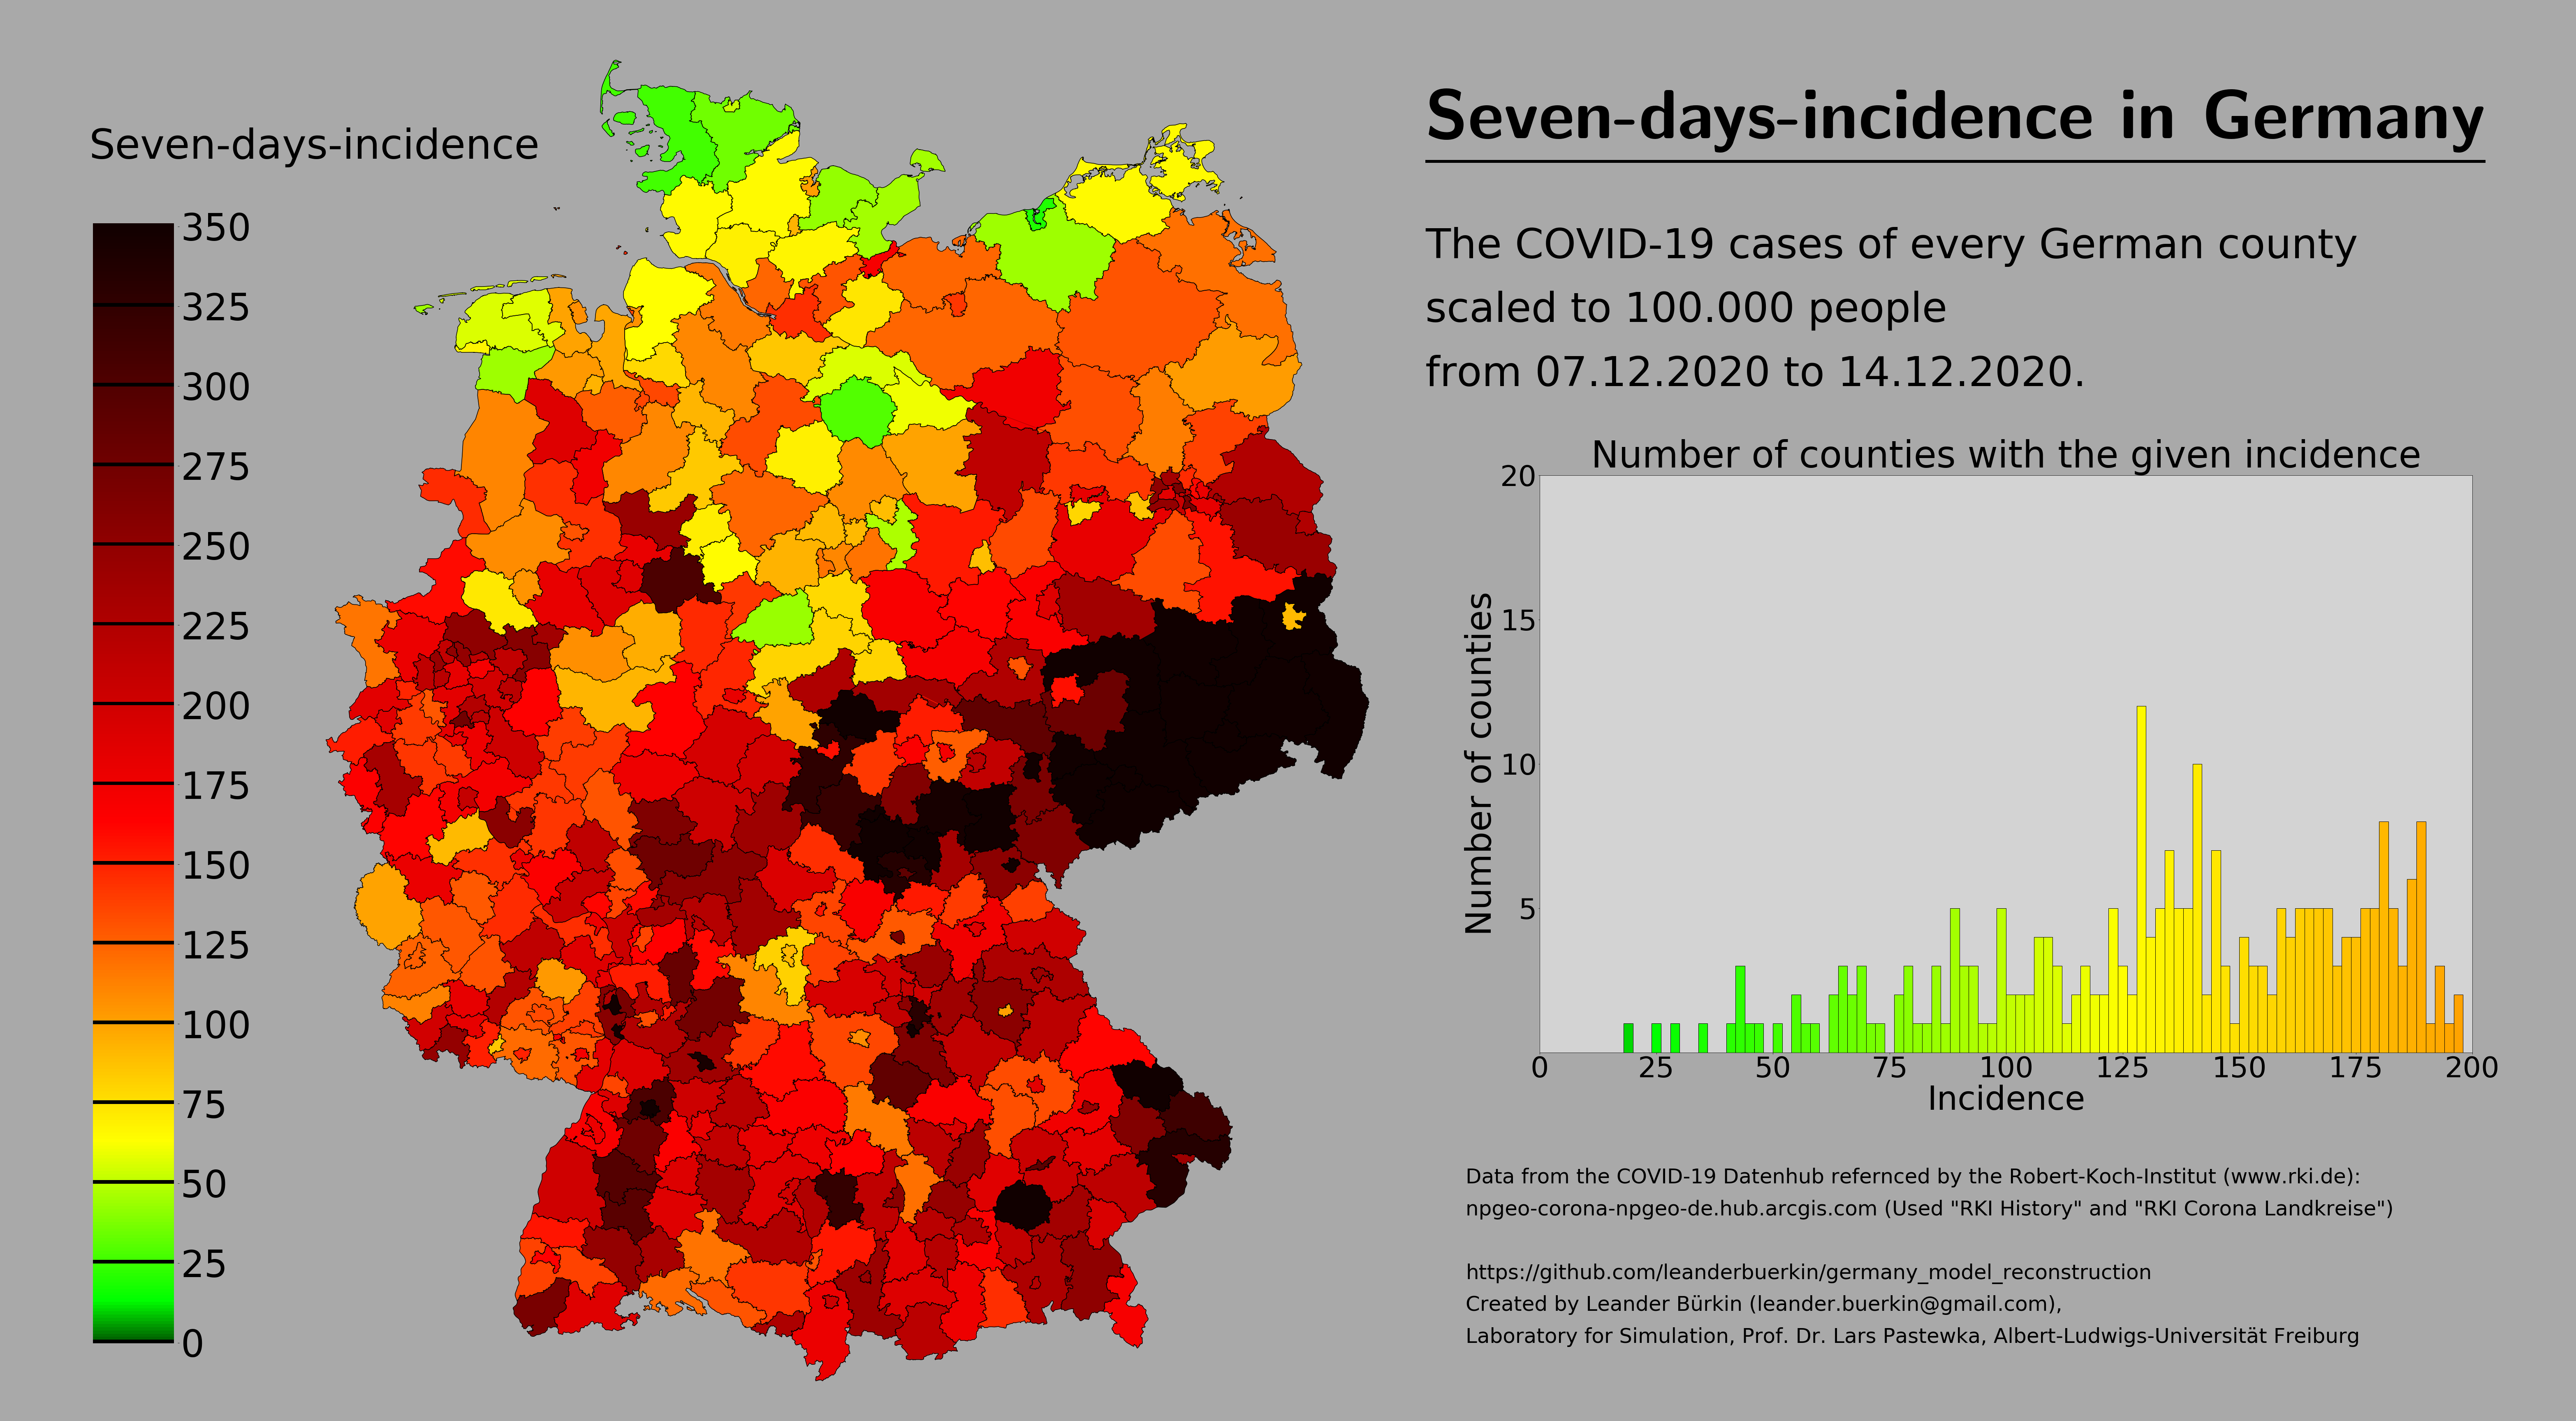 Seven-days-incidence in Germany
Seven-days-incidence
350
325
300
275
250
225
200
175
150
125
100
75
50
25
0
The COVID-19 cases of every German county
scaled to 100.000 people
from 07.12.2020 to 14.12.2020.
Number of counties with the given incidence
Number of counties
20
15
10
5
0 25 50 75 100 125 150 175 200
Incidence
Data from the COVID-19 Datenhub refernced by the Robert-Koch-Institut (www.rki.de):
npgeo-corona-npgeo-de.hub.arcgis.com (Used "RKI History" and "RKI Corona Landkreise")
https://github.com/leanderbuerkin/germany_model_reconstruction
Created by Leander Bürkin (leander.buerkin@gmail.com),
Laboratory for Simulation, Prof. Dr. Lars Pastewka, Albert-Ludwigs-Universität Freiburg